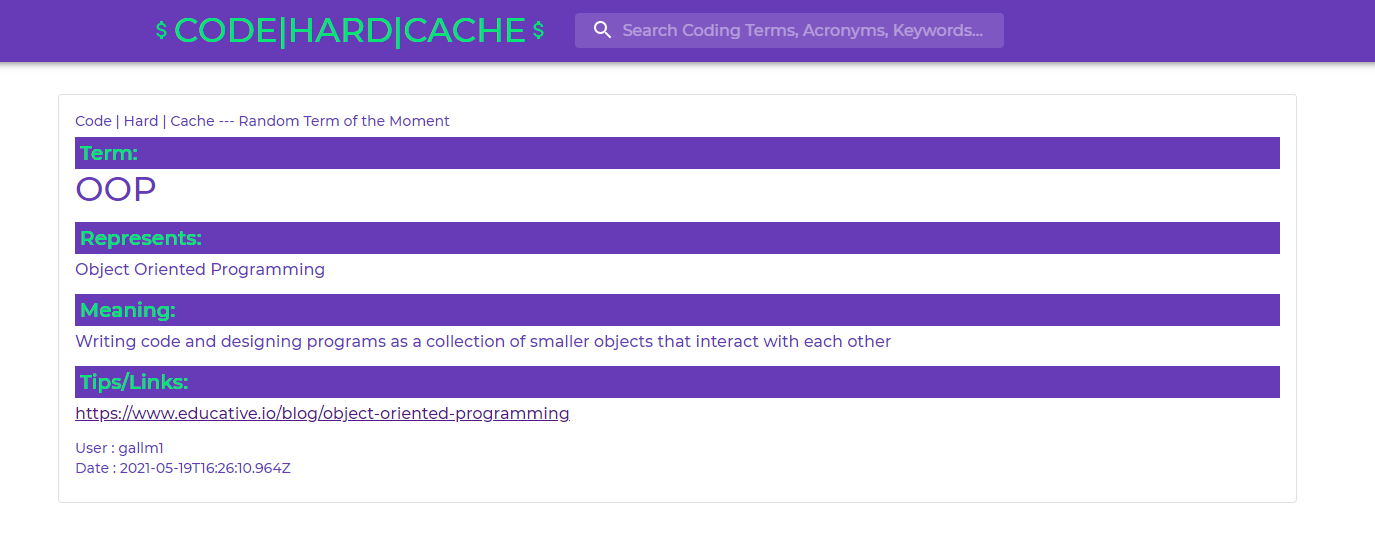 $ CODE|HARD|CACHE $
Search Coding Terms, Acronyms, Keywords...
Code | Hard | Cache --- Random Term of the Moment
Term:
OOP
Represents:
Object Oriented Programming
Meaning:
Writing code and designing programs as a collection of smaller objects that interact with each other
Tips/Links:
https://www.educative.io/blog/object-oriented-programming
User : gallm1
Date : 2021-05-19T16:26:10.964Z